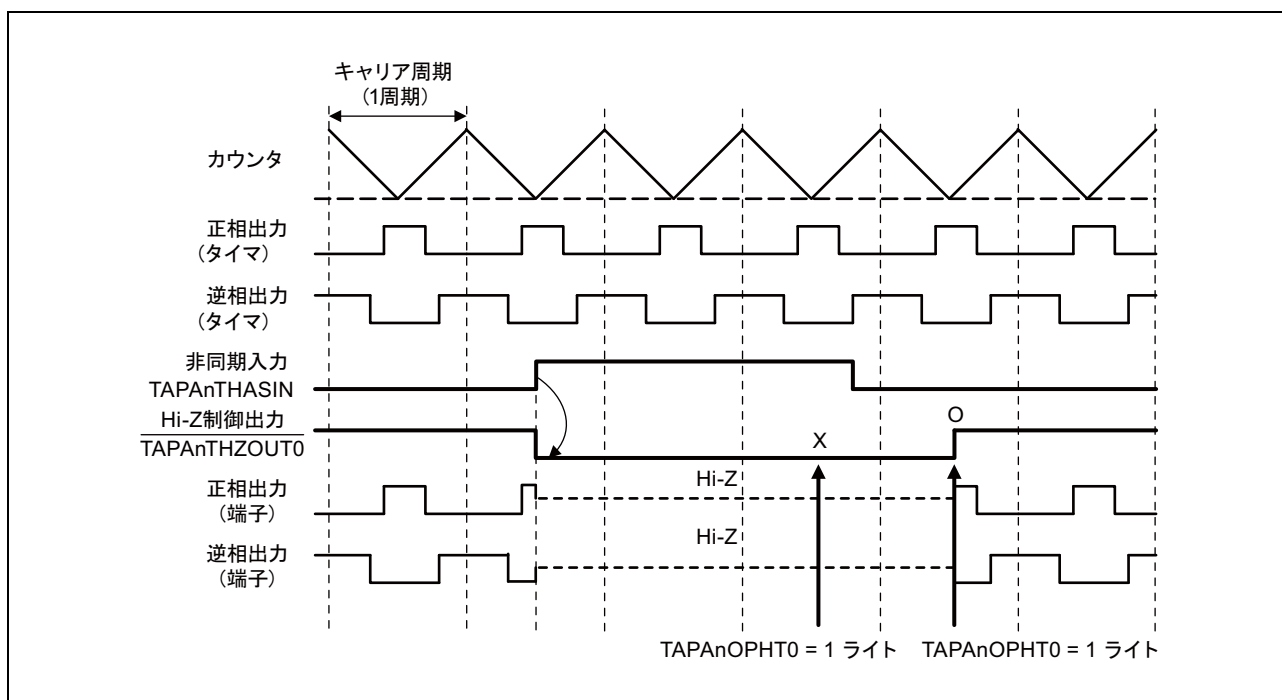 キャリア周期
(1周期)
カウンタ
正相出力
(タイマ)
逆相出力
(タイマ)
非同期入力
TAPAnTHASIN
Hi-Z制御出力
TAPAnTHZOUT0
X
O
正相出力
(端子)
Hi-Z
逆相出力
(端子)
Hi-Z
TAPAnOPHT0 = 1 ライト
TAPAnOPHT0 = 1 ライト